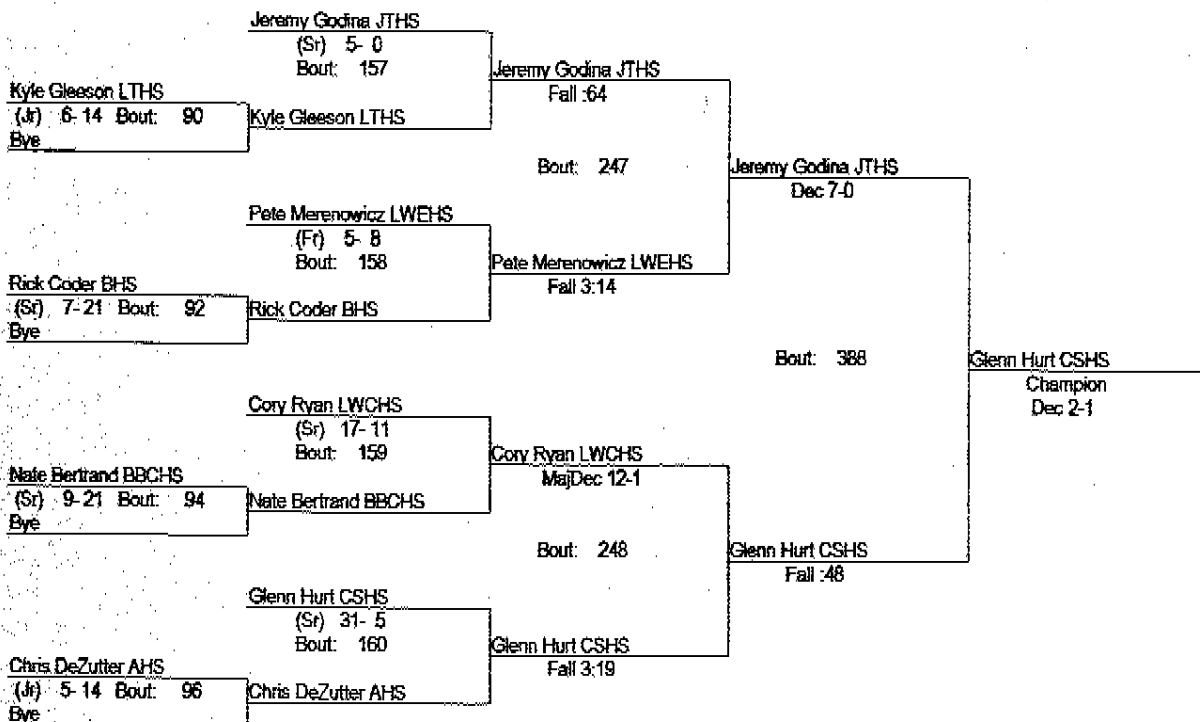 Jeremy Godina JTHS
(Sr) 5- 0
Bout: 157
Jeremy Godina JTHS
Fall :64
Kyle Gleeson LTHS
(Jr) 6- 14 Bout: 90
Bye
Kyle Gleeson LTHS
Bout: 247
Jeremy Godina JTHS
Dec 7-0
Pete Merenowicz LWEHS
(Fr) 5- 8
Bout: 158
Pete Merenowicz LWEHS
Fall 3:14
Rick Coder BHS
(Sr) 7- 21 Bout: 92
Bye
Rick Coder BHS
Bout: 388
Glenn Hurt CSHS
Champion
Dec 2-1
Cory Ryan LWCHS
(Sr) 17- 11
Bout: 159
Cory Ryan LWCHS
MajDec 12-1
Nate Bertrand BBCHS
(Sr) 9- 21 Bout: 94
Bye
Nate Bertrand BBCHS
Bout: 248
Glenn Hurt CSHS
Fall :48
Glenn Hurt CSHS
(Sr) 31- 5
Bout: 160
Glenn Hurt CSHS
Fall 3:19
Chris DeZutter AHS
(Jr) 5- 14 Bout: 96
Bye
Chris DeZutter AHS